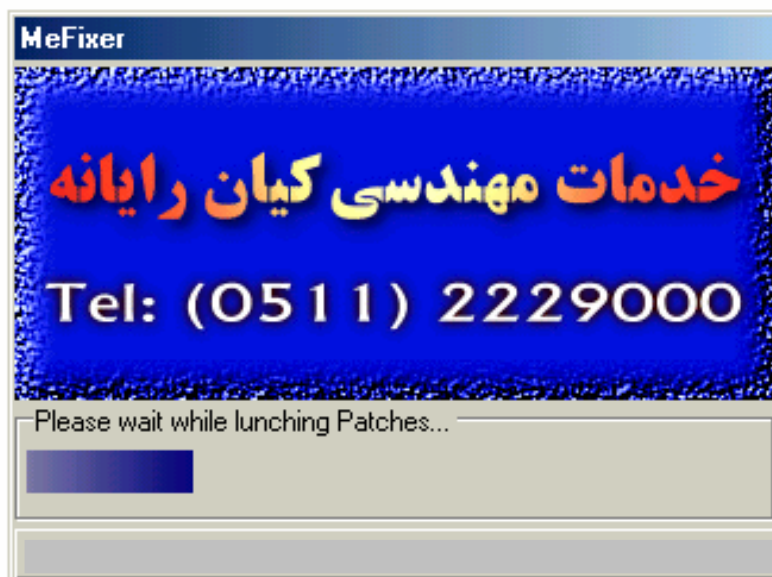 MeFixer
خدمات مهندسی کیان رایانه
Tel: (0511) 2229000
Please wait while lunching Patches...